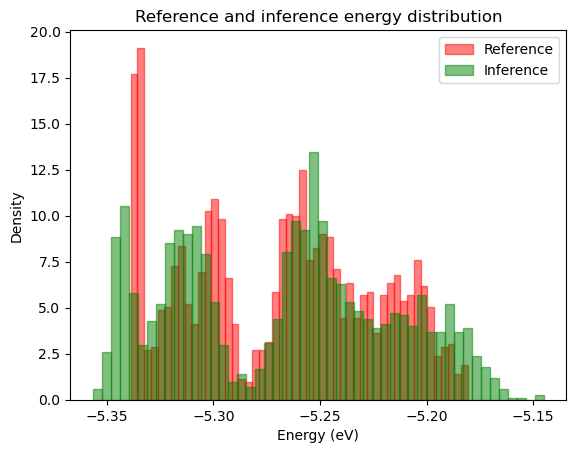 Reference and inference energy distribution
Reference
Inference
Density
20.0
17.5
15.0
12.5
10.0
7.5
5.0
2.5
0.0
−5.35
−5.30
−5.25
−5.20
−5.15
Energy (eV)